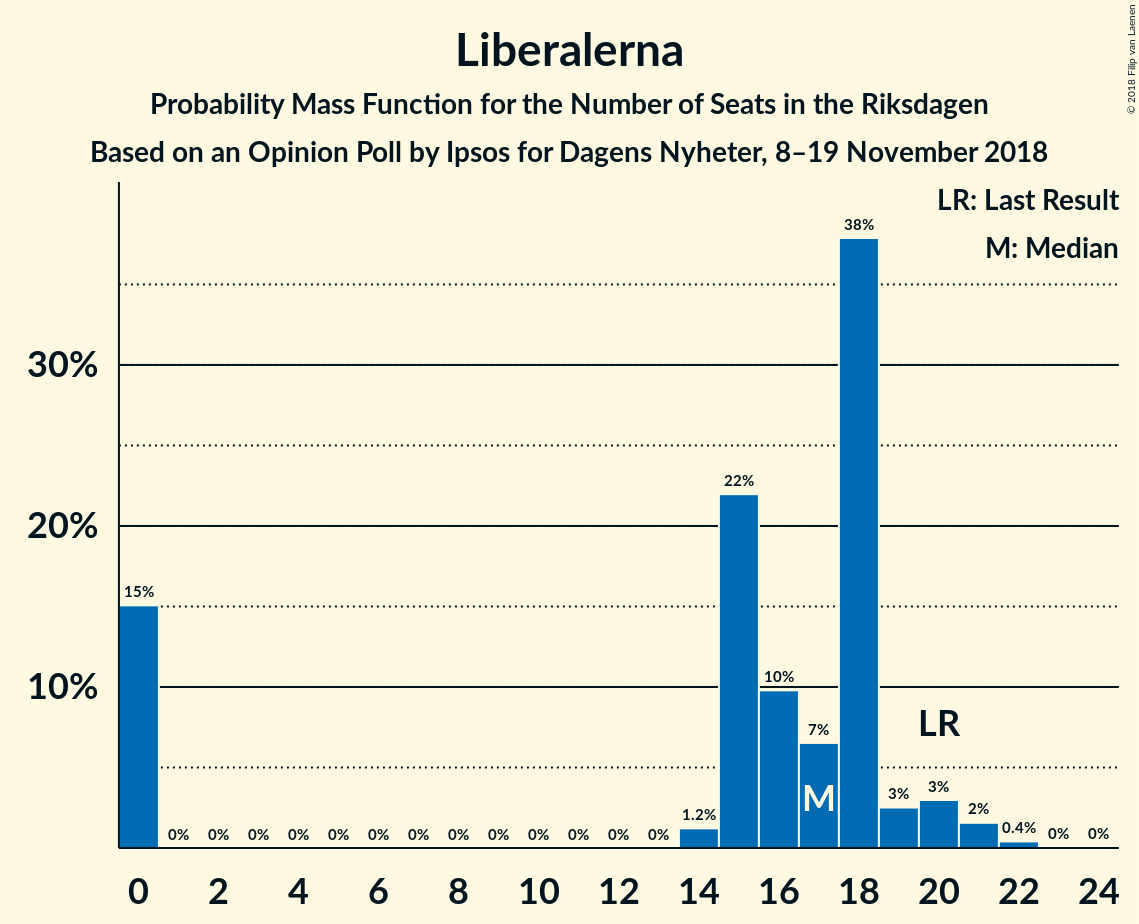 © 2018 Filip van Laenen
Liberalerna
Probability Mass Function for the Number of Seats in the Riksdagen
Based on an Opinion Poll by Ipsos for Dagens Nyheter, 8–19 November 2018
LR: Last Result
M: Median
38%
30%
22%
20%
15%
10%
10%
7%
LR
M
1.2%
3%
3%
2%
0.4%
0% 0% 0% 0% 0% 0% 0% 0% 0% 0% 0% 0% 0% 0% 0%
0 2 4 6 8 10 12 14 16 18 20 22 24